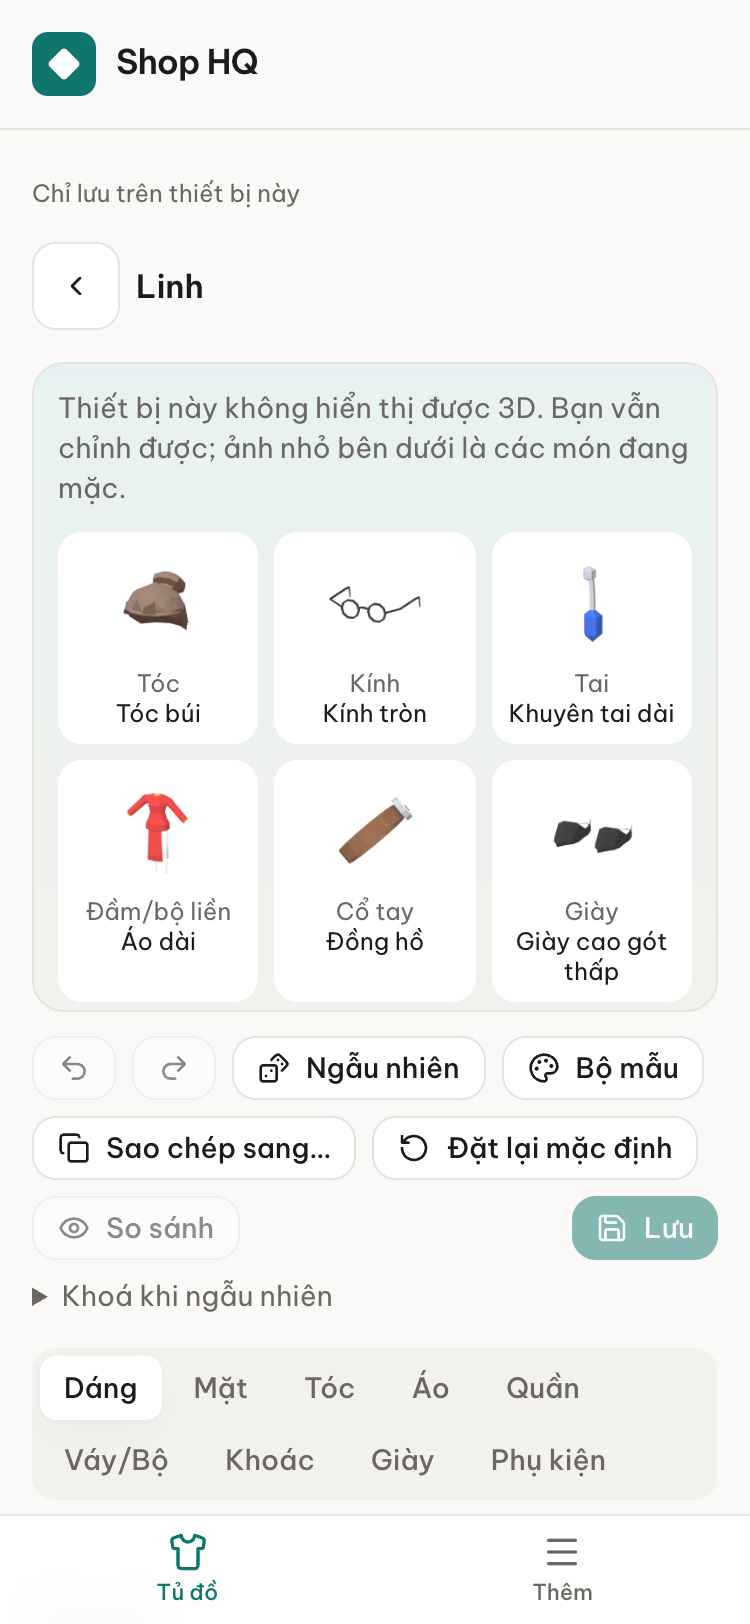 Shop HQ
Chỉ lưu trên thiết bị này
Linh
Thiết bị này không hiển thị được 3D. Bạn vẫn
chỉnh được; ảnh nhỏ bên dưới là các món đang
mặc.
Tóc
Tóc búi
Kính
Kính tròn
Tai
Khuyên tai dài
Đầm/bộ liền
Áo dài
Cổ tay
Đồng hồ
Giày
Giày cao gót
thấp
Ngẫu nhiên
Bộ mẫu
Sao chép sang...
Đặt lại mặc định
So sánh
Lưu
Khoá khi ngẫu nhiên
Dáng
Mặt
Tóc
Áo
Quần
Váy/Bộ
Khoác
Giày
Phụ kiện
Tủ đồ
Thêm